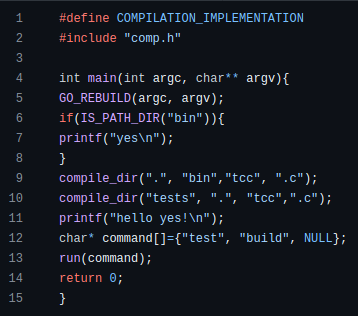 1 #define COMPILATION_IMPLEMENTATION
2 #include "comp.h"
3
4 int main(int argc, char** argv){
5 GO_REBUILD(argc, argv);
6 if(IS_PATH_DIR("bin")){
7 printf("yes\n");
8 }
9 compile_dir(".", "bin","tcc", ".c");
10 compile_dir("tests", ".", "tcc",".c");
11 printf("hello yes!\n");
12 char* command[]={"test", "build", NULL};
13 run(command);
14 return 0;
15 }